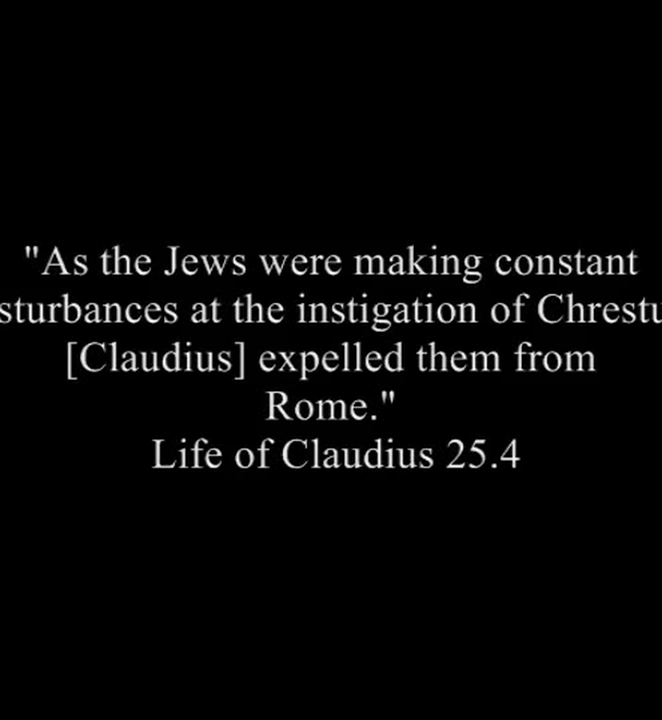 "As the Jews were making constant
sturbances at the instigation of Chrestu
[Claudius] expelled them from
Rome."
Life of Claudius 25.4